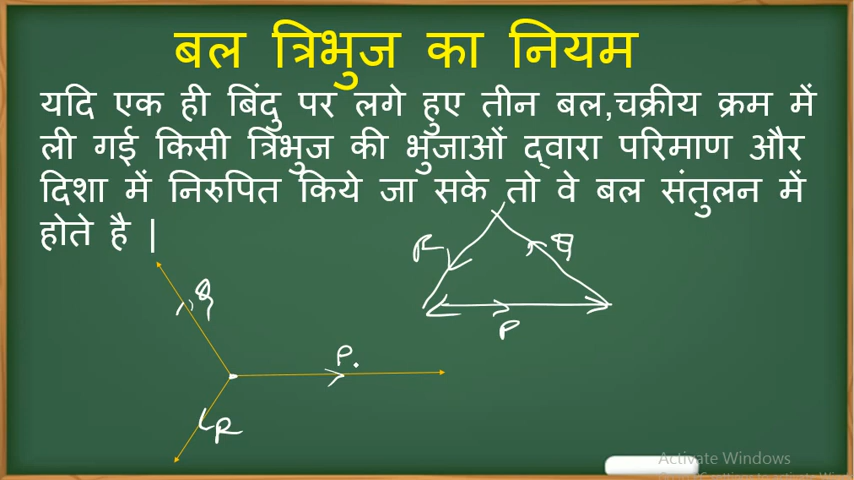 बल त्रिभुज का नियम
यदि एक ही बिंदु पर लगे हुए तीन बल,चक्रीय क्रम में
ली गई किसी त्रिभुज की भुजाओं द्वारा परिमाण और
दिशा में निरुपित किये जा सके तो वे बल संतुलन में
होते है |
P
P.
R
Activate Windows